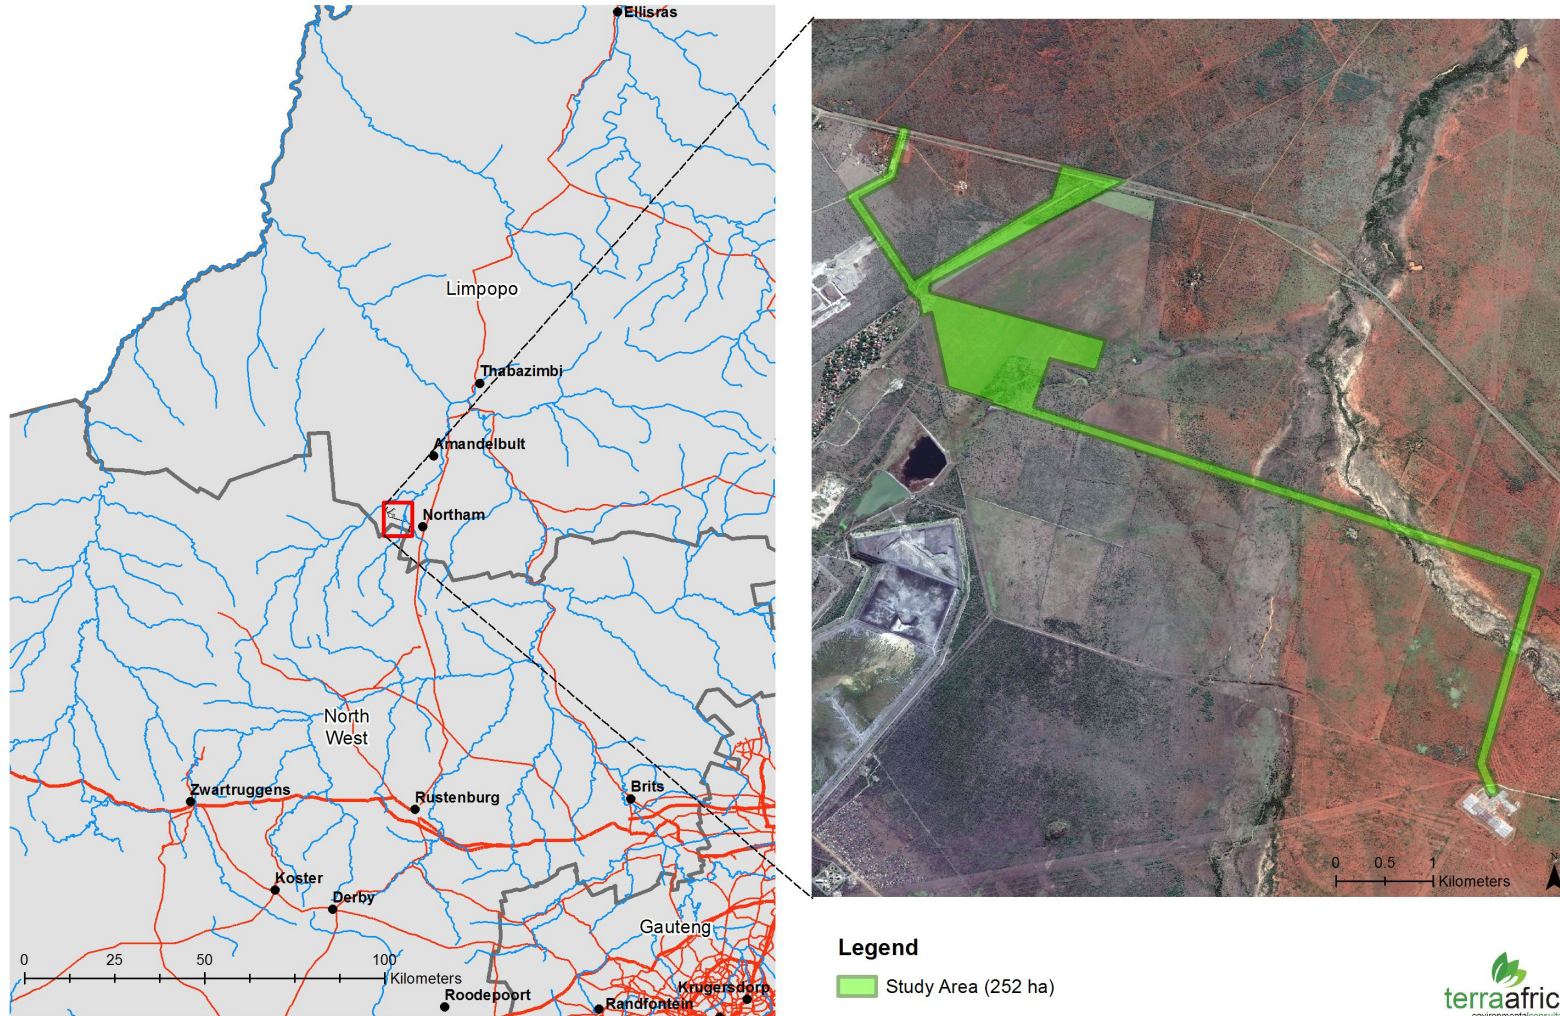 Ellisras
Limpopo
Thabazimbi
Amandelbult
Northam
North
West
Zwartruggens
Rustenburg
Brits
Koster
Derby
Gauteng
0 25 50 100
Kilometers
Roodepoort
Krugersdorp
Randfontein
0 0.5 1
Kilometers
Legend
Study Area (252 ha)
terraafric
environmentalconsult